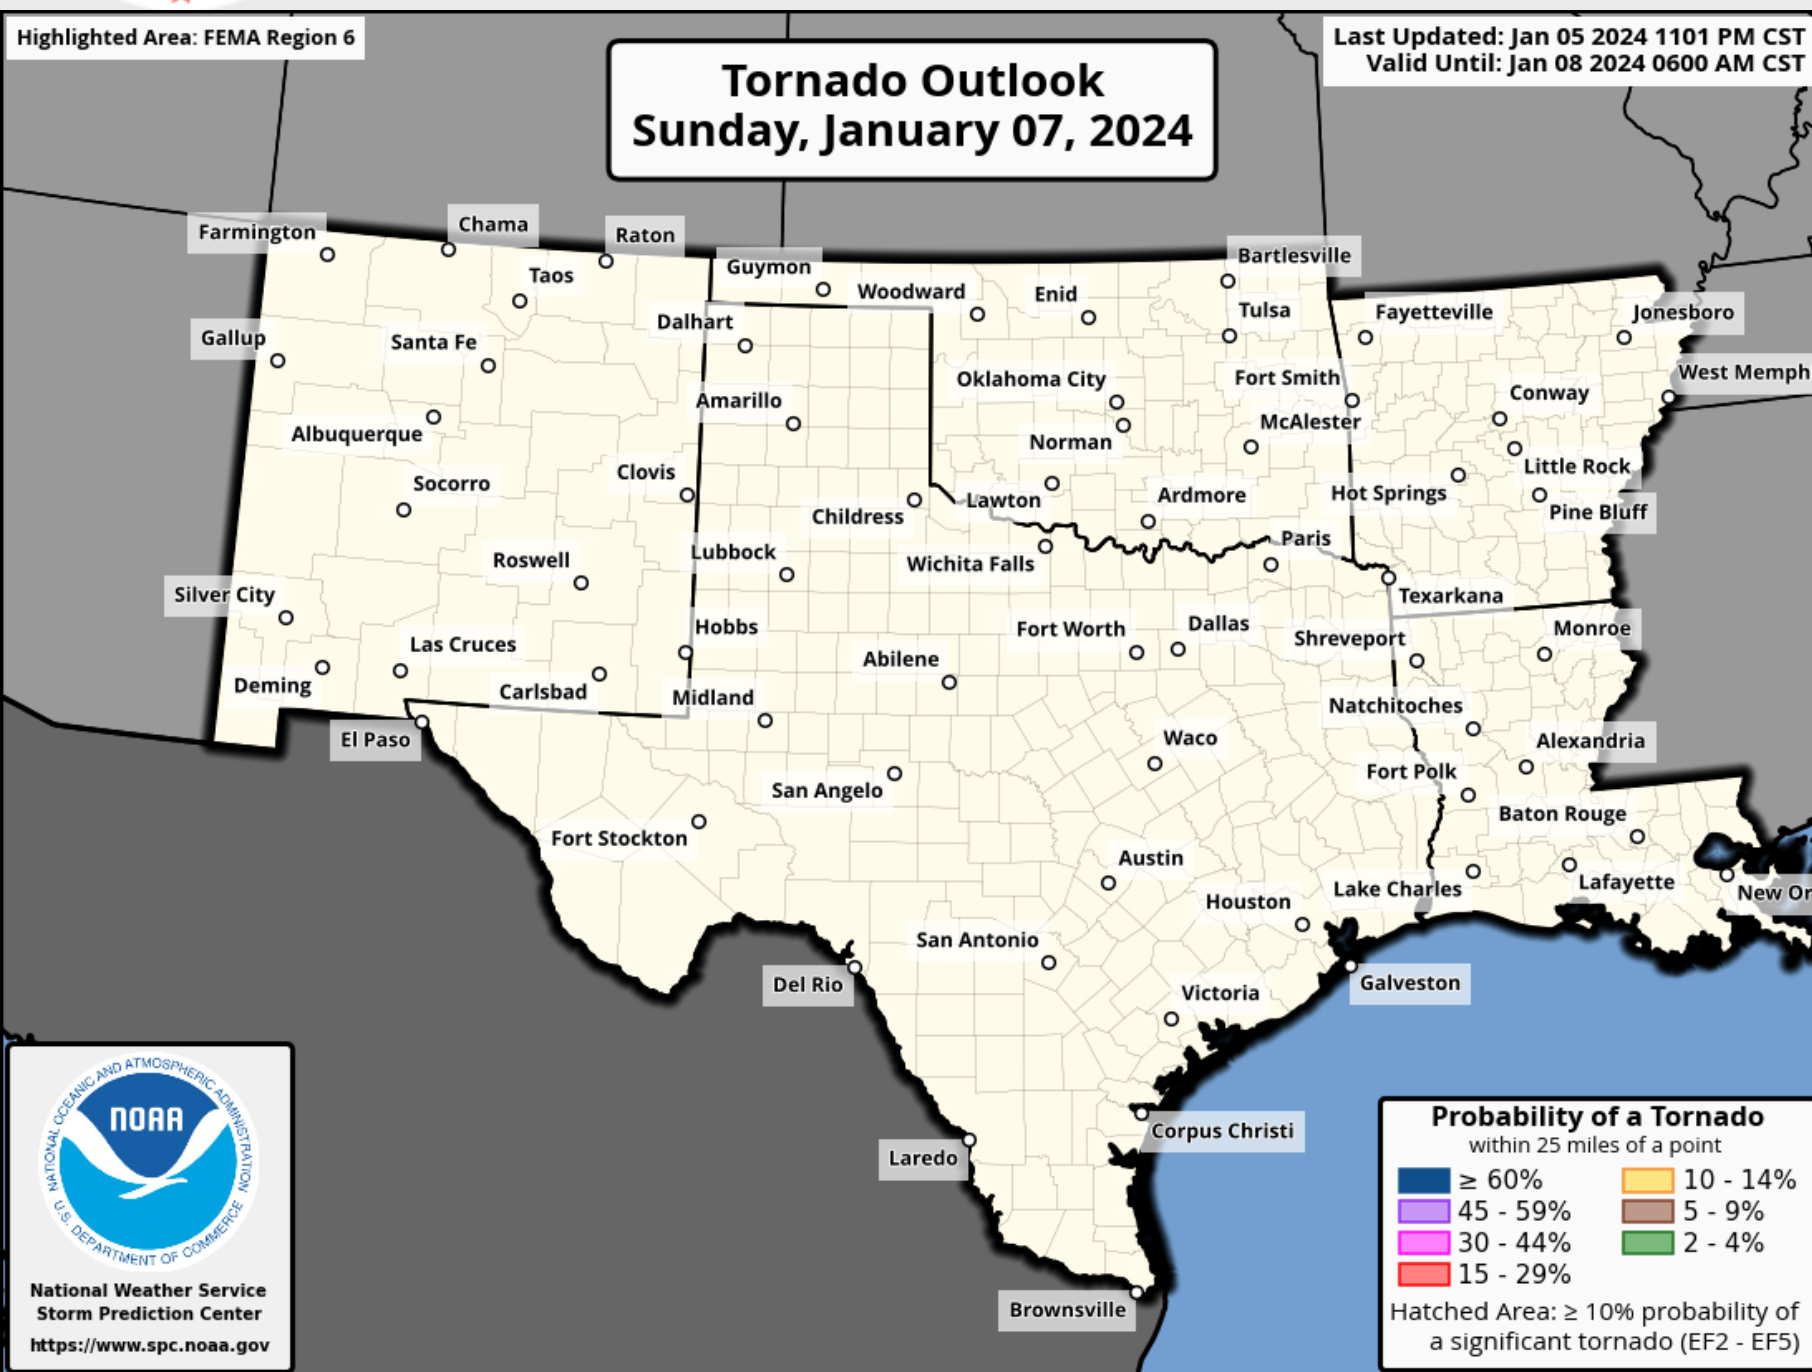 Highlighted Area: FEMA Region 6
Tornado Outlook
Sunday, January 07, 2024
Last Updated: Jan 05 2024 1101 PM CST
Valid Until: Jan 08 2024 0600 AM CST
Farmington
Chama
Raton
Taos
Guymon
Woodward
Enid
Bartlesville
Tulsa
Fayetteville
Jonesboro
Gallup
Santa Fe
Dalhart
Oklahoma City
Fort Smith
Conway
West Memph
Amarillo
Albuquerque
Norman
McAlester
Little Rock
Socorro
Clovis
Childress
Lawton
Ardmore
Hot Springs
Pine Bluff
Roswell
Lubbock
Wichita Falls
Paris
Silver City
Texarkana
Las Cruces
Hobbs
Fort Worth
Dallas
Shreveport
Monroe
Deming
Carlsbad
Abilene
Midland
Natchitoches
El Paso
Waco
Alexandria
San Angelo
Fort Polk
Fort Stockton
Baton Rouge
Austin
Lake Charles
Lafayette
New Or
Houston
San Antonio
Del Rio
Victoria
Galveston
Corpus Christi
Laredo
Brownsville
NATIONAL OCEANIC AND ATMOSPHERIC ADMINISTRATION
NOAA
U.S. DEPARTMENT OF COMMERCE
National Weather Service
Storm Prediction Center
https://www.spc.noaa.gov
Probability of a Tornado
within 25 miles of a point
≥ 60%
45 - 59%
30 - 44%
15 - 29%
10 - 14%
5 - 9%
2 - 4%
Hatched Area: ≥ 10% probability of
a significant tornado (EF2 - EF5)